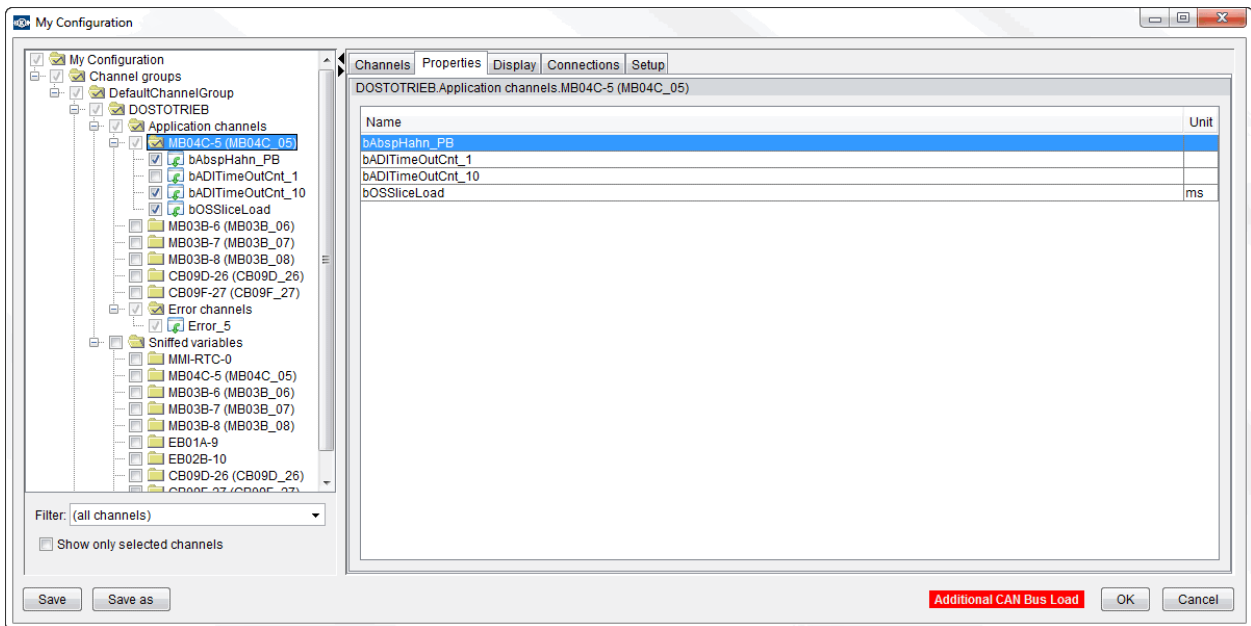 My Configuration
My Configuration
Channel groups
DefaultChannelGroup
DOSTOTRIEB
Application channels
MB04C-5 (MB04C_05)
bAbspHahn_PB
bADITimeOutCnt_1
bADITimeOutCnt_10
bOSSliceLoad
MB03B-6 (MB03B_06)
MB03B-7 (MB03B_07)
MB03B-8 (MB03B_08)
CB09D-26 (CB09D_26)
CB09F-27 (CB09F_27)
Error channels
Error_5
Sniffed variables
MMI-RTC-0
MB04C-5 (MB04C_05)
MB03B-6 (MB03B_06)
MB03B-7 (MB03B_07)
MB03B-8 (MB03B_08)
EB01A-9
EB02B-10
CB09D-26 (CB09D_26)
CB09F-27 (CB09F_27)
Filter: (all channels)
Show only selected channels
Channels Properties Display Connections Setup
DOSTOTRIEB.Application channels.MB04C-5 (MB04C_05)
Name Unit
bAbspHahn_PB
bADITimeOutCnt_1
bADITimeOutCnt_10
bOSSliceLoad ms
Save Save as Additional CAN Bus Load OK Cancel